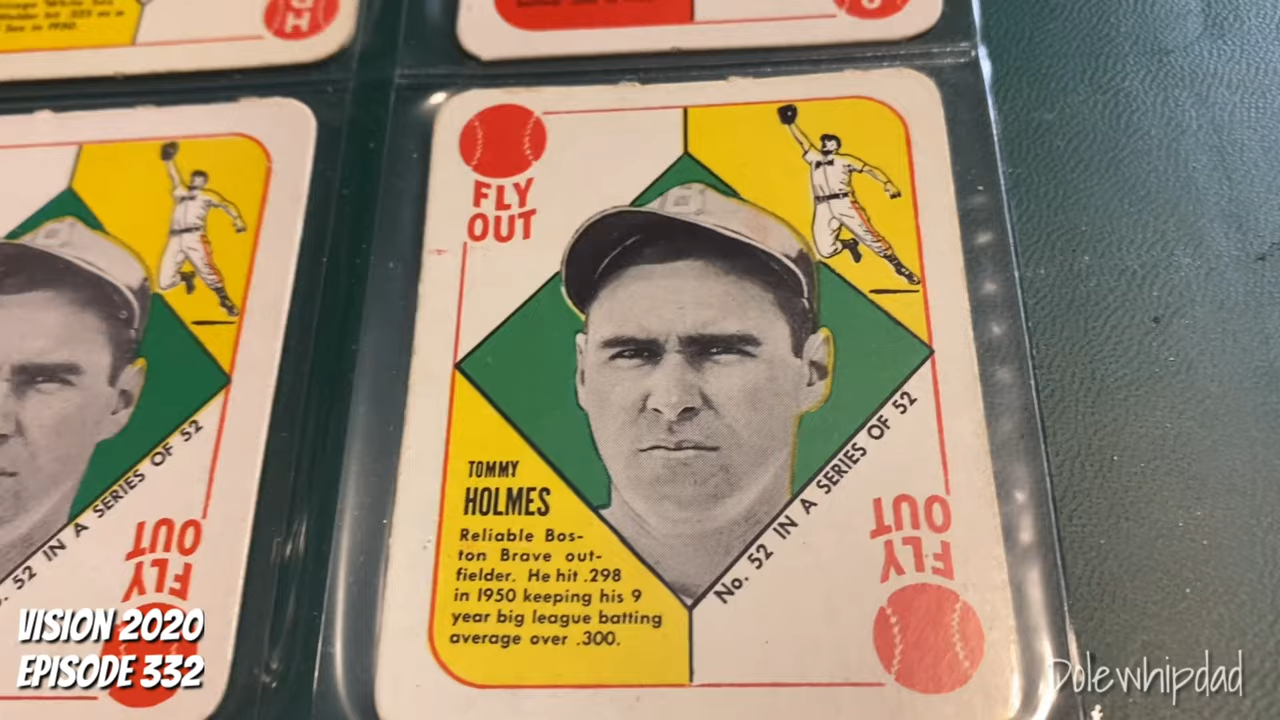 FLY
OUT
TOMMY
HOLMES
Reliable Bos-
ton Brave out-
fielder. He hit .298
in 1950 keeping his 9
year big league batting
average over .300.
No. 52 IN A SERIES OF 52
FLY
OUT
52 IN A SERIES OF 52
FLY
OUT
in 1950.
VISION 2020
EPISODE 332
Dolewhipdad